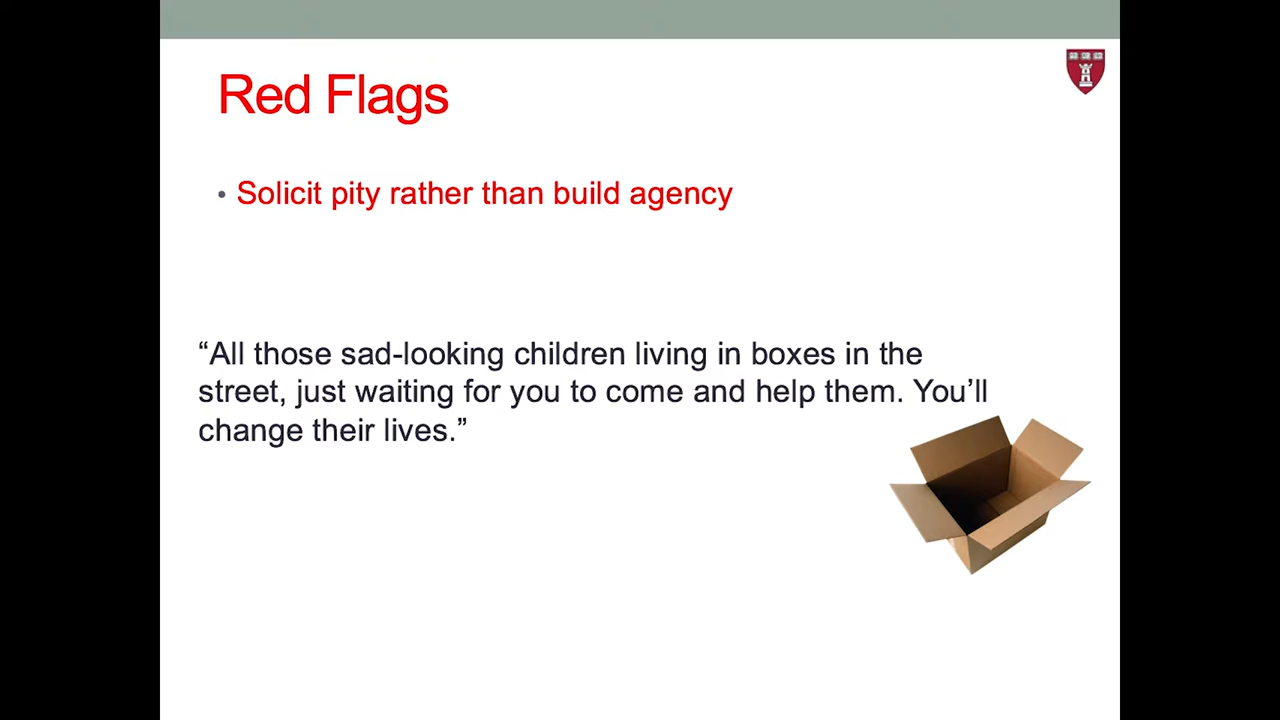 Red Flags
• Solicit pity rather than build agency
“All those sad-looking children living in boxes in the
street, just waiting for you to come and help them. You’ll
change their lives.”